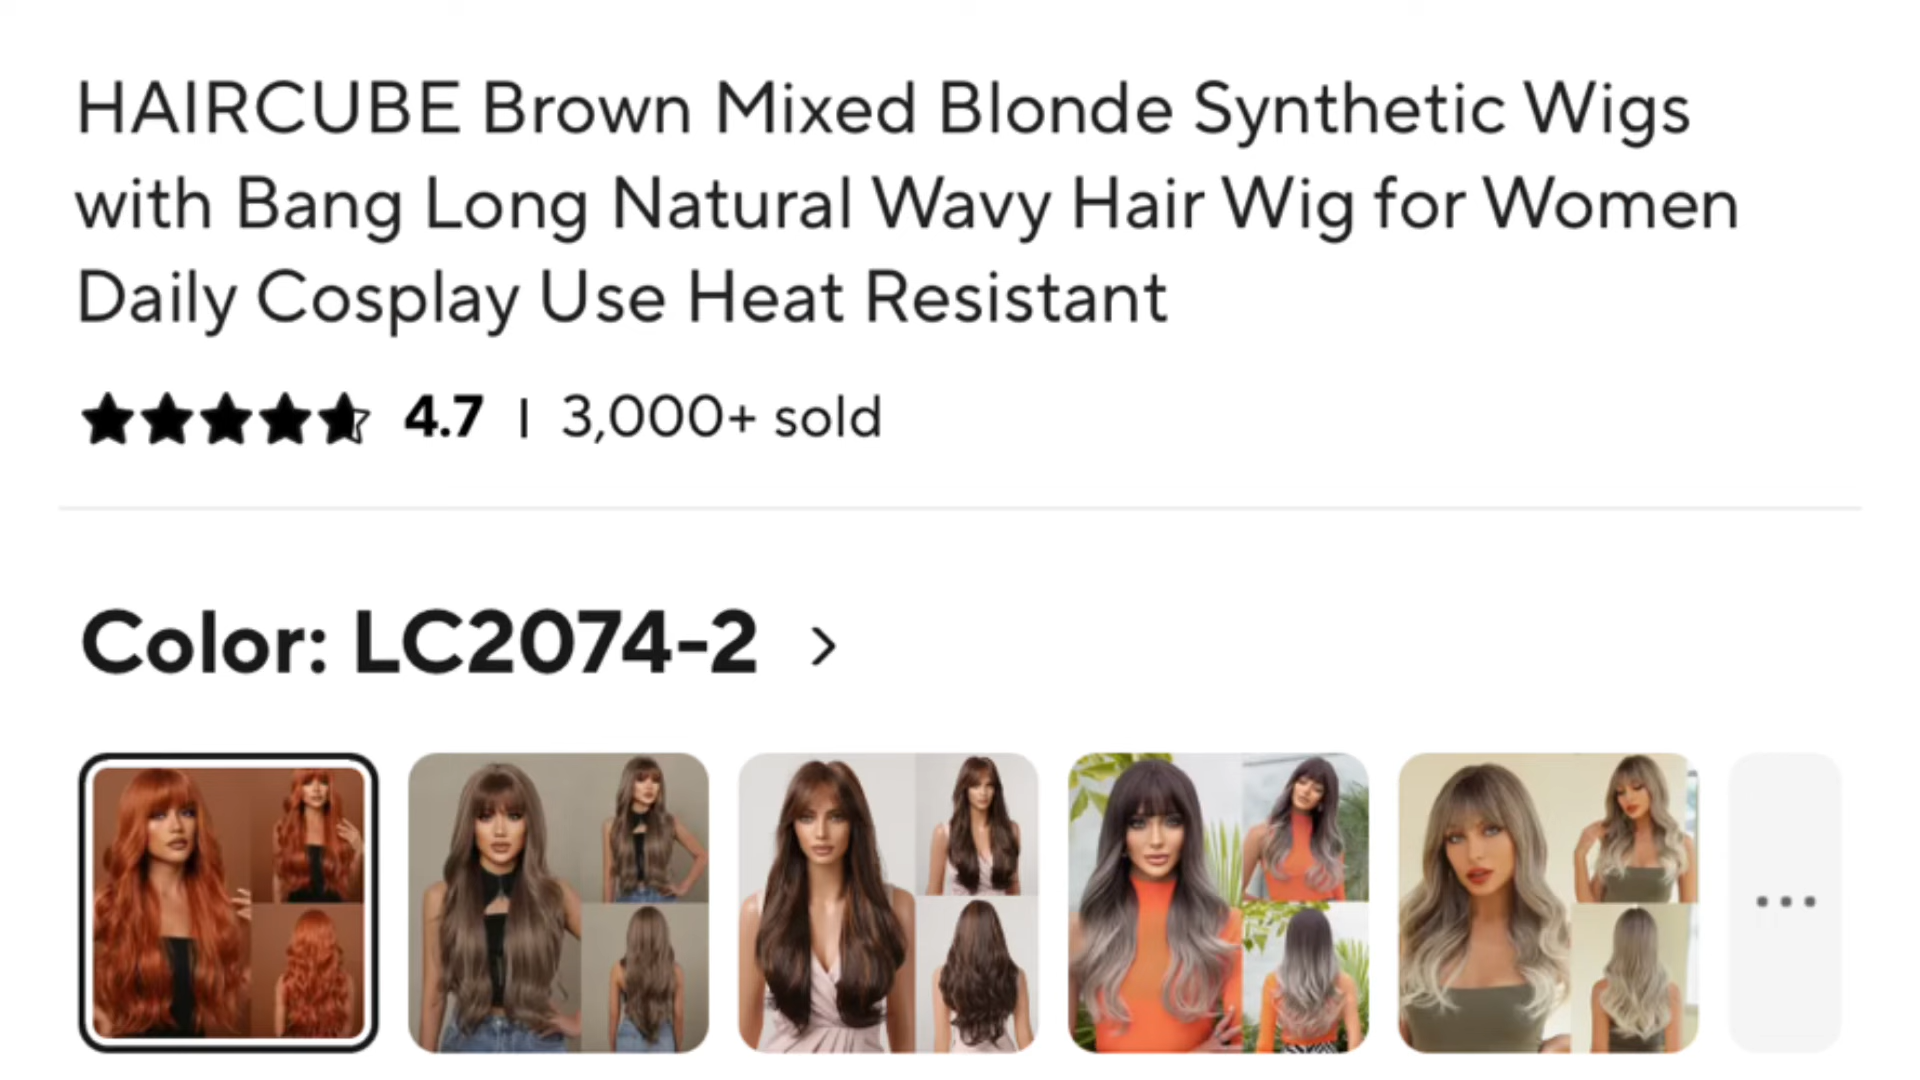 HAIRCUBE Brown Mixed Blonde Synthetic Wigs
with Bang Long Natural Wavy Hair Wig for Women
Daily Cosplay Use Heat Resistant
4.7 | 3,000+ sold
Color: LC2074-2 >
...